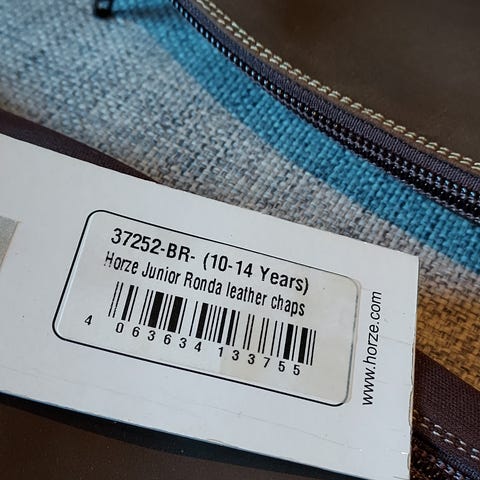 37252-BR- (10-14 Years)
Horze Junior Ronda leather chaps
4 063634 133755
www.horze.com